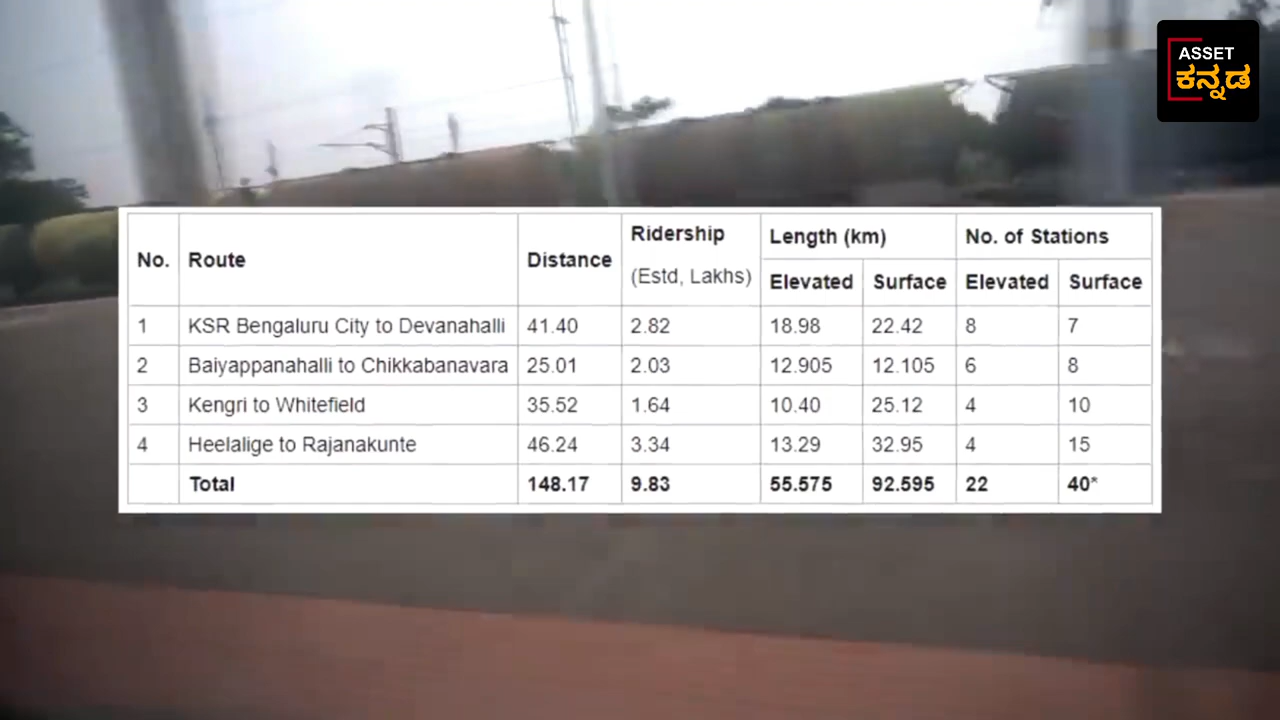 ASSET
ಕನ್ನಡ
No. Route Distance Ridership (Estd, Lakhs) Length (km) No. of Stations
Elevated Surface Elevated Surface
1 KSR Bengaluru City to Devanahalli 41.40 2.82 18.98 22.42 8 7
2 Baiyappanahalli to Chikkabanavara 25.01 2.03 12.905 12.105 6 8
3 Kengri to Whitefield 35.52 1.64 10.40 25.12 4 10
4 Heelalige to Rajanakunte 46.24 3.34 13.29 32.95 4 15
Total 148.17 9.83 55.575 92.595 22 40*